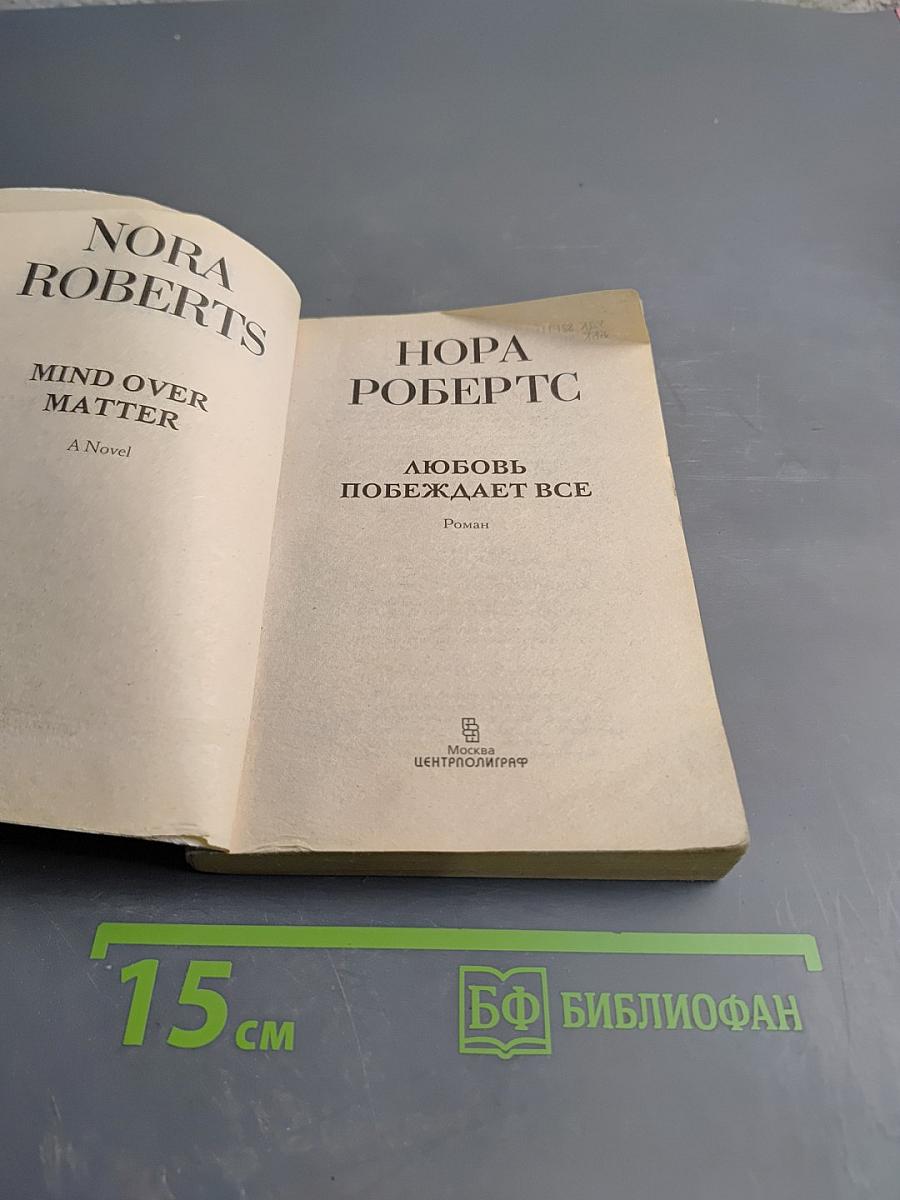 NORA
ROBERTS
MIND OVER
MATTER
A Novel
НОРА
РОБЕРТС
ЛЮБОВЬ
ПОБЕЖДАЕТ ВСЕ
Роман
Москва
ЦЕНТРПОЛИГРАФ
15 см
БФ БИБЛИОФАН